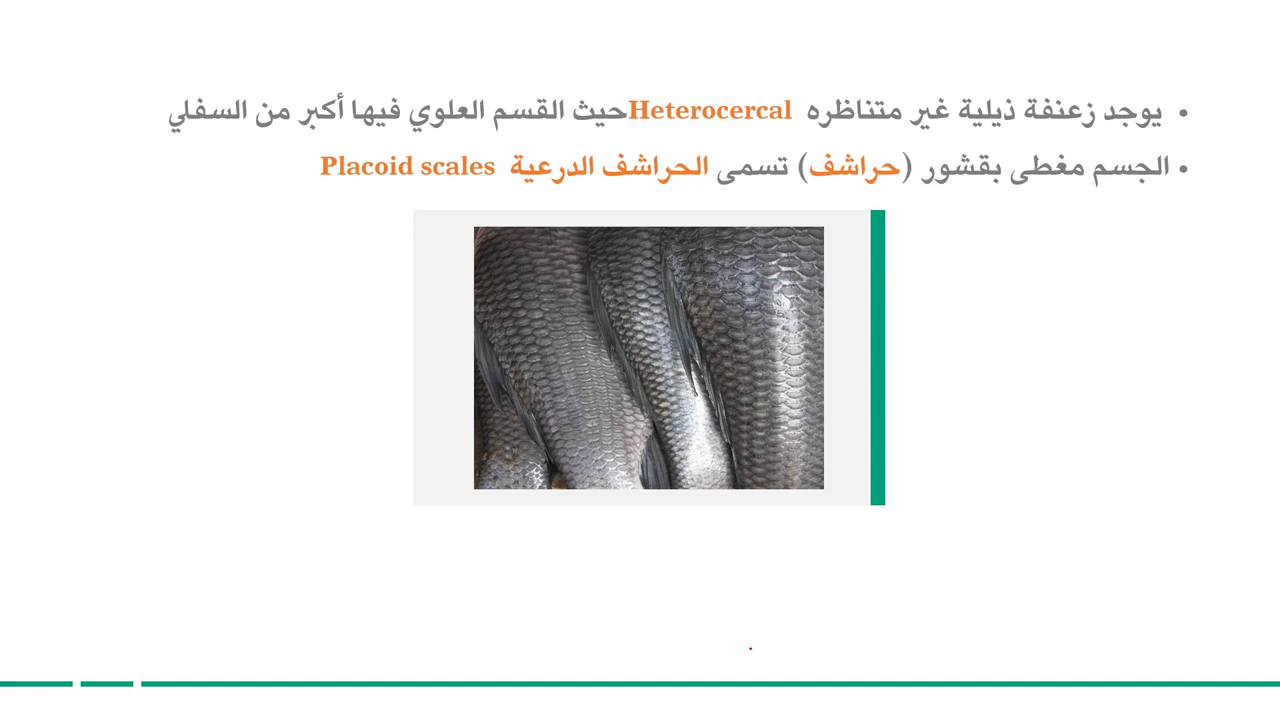 • يوجد زعنفة ذيلية غير متناظره Heterocercal حيث القسم العلوي فيها أكبر من السفلي
• الجسم مغطى بقشور (حراشف) تسمى الحراشف الدرعية Placoid scales